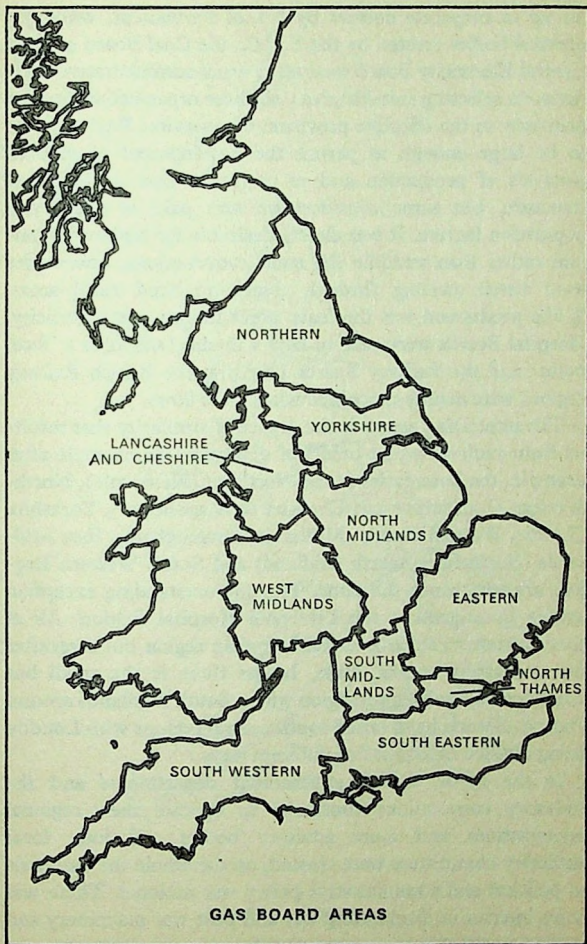 NORTHERN
YORKSHIRE
LANCASHIRE
AND CHESHIRE
NORTH
MIDLANDS
WEST
MIDLANDS
EASTERN
SOUTH
MID-
LANDS
NORTH
THAMES
SOUTH EASTERN
SOUTH WESTERN
GAS BOARD AREAS